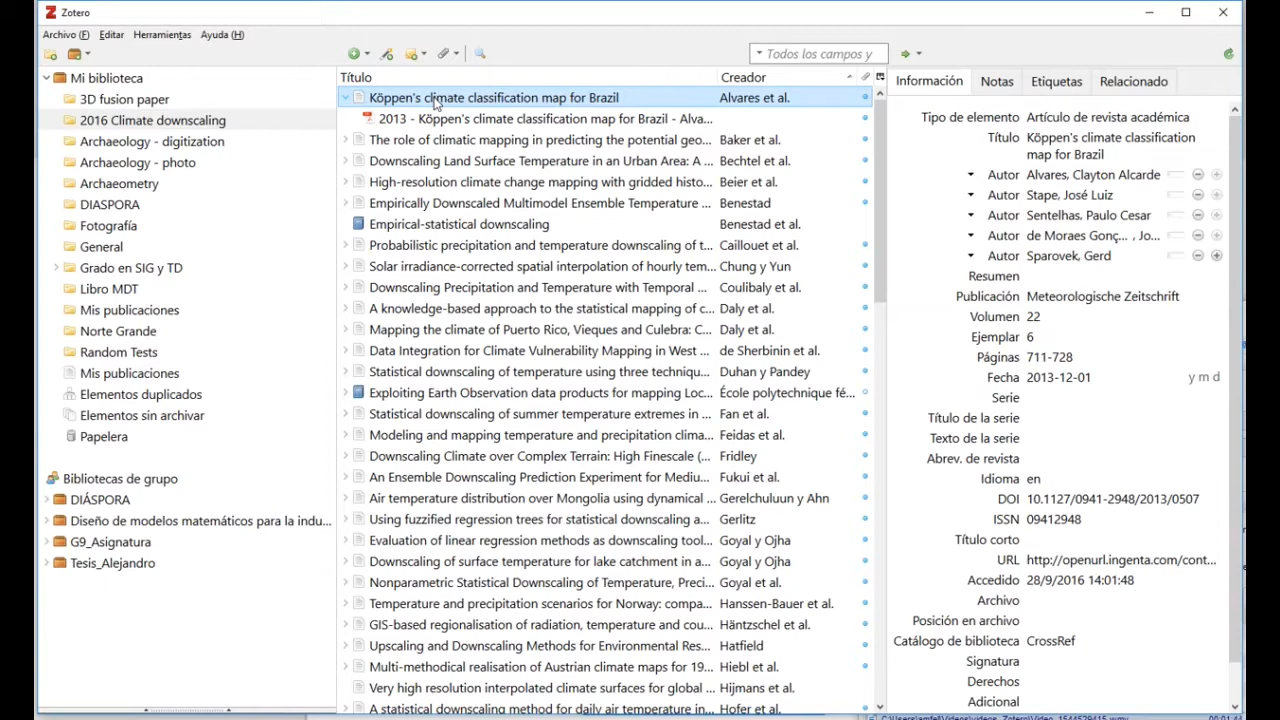 Zotero
Archivo (F) Editar Herramientas Ayuda (H)
Todos los campos y
Mi biblioteca
3D fusion paper
2016 Climate downscaling
Archaeology - digitization
Archaeology - photo
Archaeometry
DIASPORA
Fotografía
General
Grado en SIG y TD
Libro MDT
Mis publicaciones
Norte Grande
Random Tests
Mis publicaciones
Elementos duplicados
Elementos sin archivar
Papelera
Bibliotecas de grupo
DIÁSPORA
Diseño de modelos matemáticos para la indu...
G9_Asignatura
Tesis_Alejandro
Título Creador
Köppen's climate classification map for Brazil Alvares et al.
2013 - Köppen's climate classification map for Brazil - Alva...
The role of climatic mapping in predicting the potential geo... Baker et al.
Downscaling Land Surface Temperature in an Urban Area: A ... Bechtel et al.
High-resolution climate change mapping with gridded histo... Beier et al.
Empirically Downscaled Multimodel Ensemble Temperature ... Benestad
Empirical-statistical downscaling Benestad et al.
Probabilistic precipitation and temperature downscaling of t... Caillouet et al.
Solar irradiance-corrected spatial interpolation of hourly tem... Chung y Yun
Downscaling Precipitation and Temperature with Temporal ... Coulibaly et al.
A knowledge-based approach to the statistical mapping of c... Daly et al.
Mapping the climate of Puerto Rico, Vieques and Culebra: C... Daly et al.
Data Integration for Climate Vulnerability Mapping in West ... de Sherbinin et al.
Statistical downscaling of temperature using three techniqu... Duhan y Pandey
Exploiting Earth Observation data products for mapping Loc... École polytechnique fé...
Statistical downscaling of summer temperature extremes in ... Fan et al.
Modeling and mapping temperature and precipitation clima... Feidas et al.
Downscaling Climate over Complex Terrain: High Finescale (... Fridley
An Ensemble Downscaling Prediction Experiment for Mediu... Fukui et al.
Air temperature distribution over Mongolia using dynamical ... Gerelchuluun y Ahn
Using fuzzified regression trees for statistical downscaling a... Gerlitz
Evaluation of linear regression methods as downscaling tool... Goyal y Ojha
Downscaling of surface temperature for lake catchment in a... Goyal y Ojha
Nonparametric Statistical Downscaling of Temperature, Preci... Goyal et al.
Temperature and precipitation scenarios for Norway: compa... Hanssen-Bauer et al.
GIS-based regionalisation of radiation, temperature and cou... Häntzschel et al.
Upscaling and Downscaling Methods for Environmental Res... Hatfield
Multi-methodical realisation of Austrian climate maps for 19... Hiebl et al.
Very high resolution interpolated climate surfaces for global ... Hijmans et al.
A statistical downscaling method for daily air temperature in ... Hofer et al.
Información Notas Etiquetas Relacionado
Tipo de elemento Artículo de revista académica
Título Köppen's climate classification
map for Brazil
Autor Alvares, Clayton Alcarde
Autor Stape, José Luiz
Autor Sentelhas, Paulo Cesar
Autor de Moraes Gonç... , Jo...
Autor Sparovek, Gerd
Resumen
Publicación Meteorologische Zeitschrift
Volumen 22
Ejemplar 6
Páginas 711-728
Fecha 2013-12-01 y m d
Serie
Título de la serie
Texto de la serie
Abrev. de revista
Idioma en
DOI 10.1127/0941-2948/2013/0507
ISSN 09412948
Título corto
URL http://openurl.ingenta.com/cont...
Accedido 28/9/2016 14:01:48
Archivo
Posición en archivo
Catálogo de biblioteca CrossRef
Signatura
Derechos
Adicional